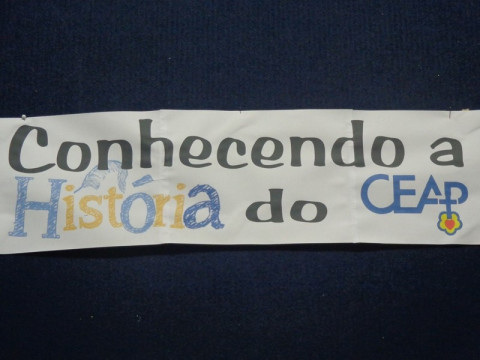 Conhecendo a
História do CEAP